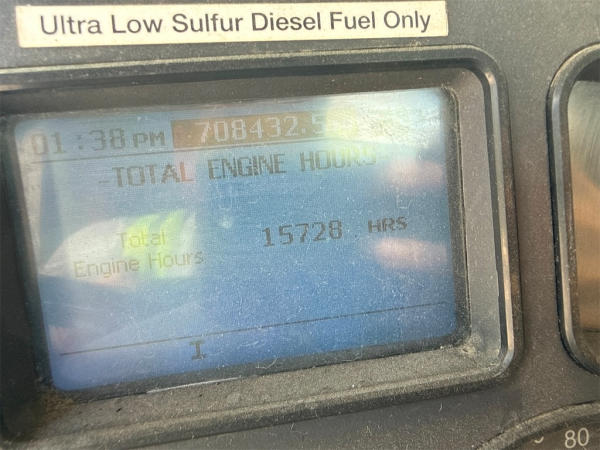 Ultra Low Sulfur Diesel Fuel Only
01:38 PM 708432.5
-TOTAL ENGINE HOURS-
Total 15728 HRS
Engine Hours
I
80